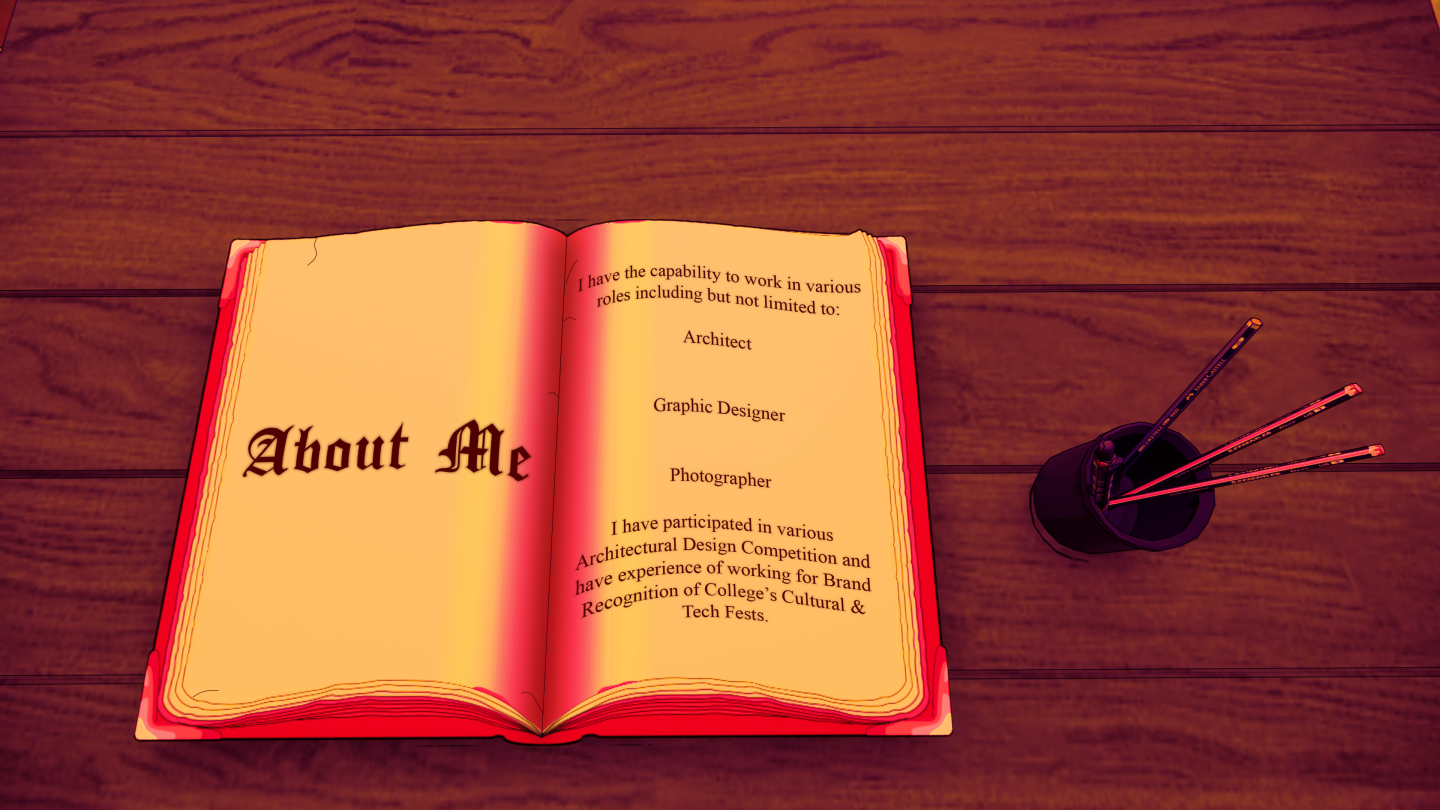 About Me
I have the capability to work in various
roles including but not limited to:
Architect
Graphic Designer
Photographer
I have participated in various
Architectural Design Competition and
have experience of working for Brand
Recognition of College's Cultural &
Tech Fests.